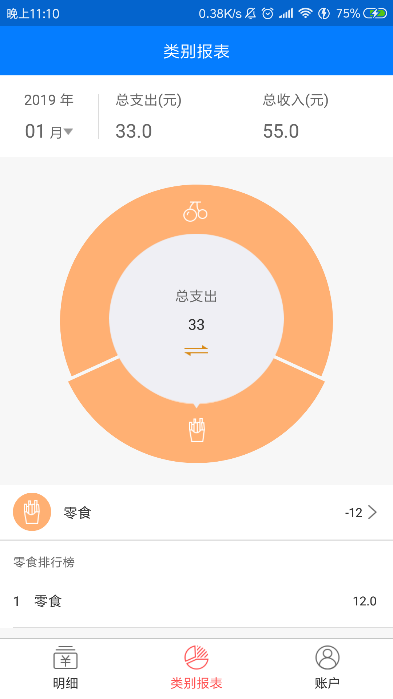 晚上11:10 0.38K/s 75%
类别报表
2019 年 总支出(元) 总收入(元)
01 月 33.0 55.0
总支出
33
零食 -12
零食排行榜
1 零食 12.0
明细 类别报表 账户